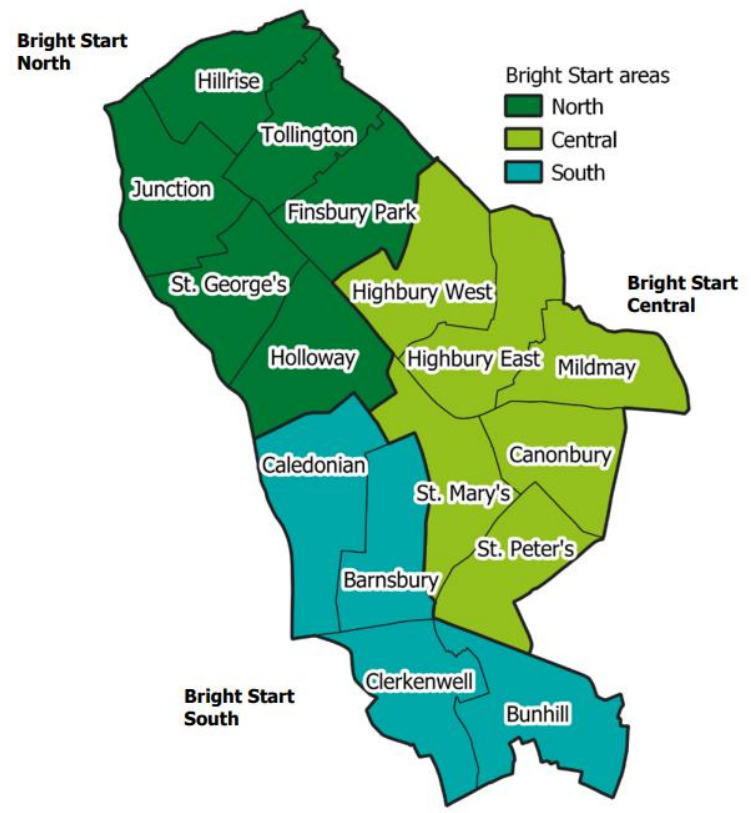 Bright Start
North
Bright Start areas
North
Central
South
Hillrise
Tollington
Junction
Finsbury Park
St. George's
Highbury West
Bright Start
Central
Holloway
Highbury East
Mildmay
Caledonian
Canonbury
St. Mary's
St. Peter's
Barnsbury
Clerkenwell
Bright Start
South
Bunhill